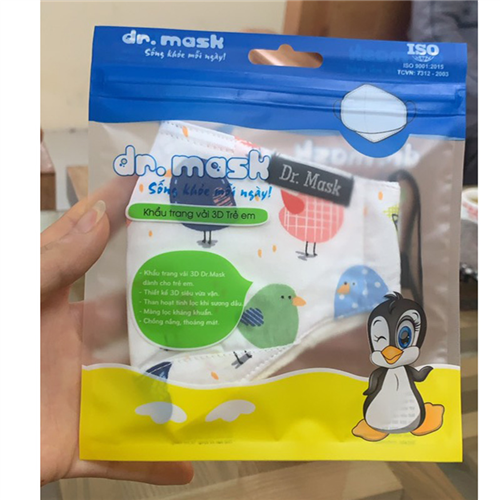 dr. mask
Sống khỏe mỗi ngày!
ISO
ISO 9001:2015
TCVN: 7312 - 2003
dr. mask
Sống khỏe mỗi ngày!
Dr. Mask
Khẩu trang vải 3D Trẻ em
- Khẩu trang vải 3D Dr.Mask
dành cho trẻ em.
- Thiết kế 3D siêu vừa vặn.
- Than hoạt tính lọc khí sương dầu.
- Màng lọc kháng khuẩn.
- Chống nắng, thoáng mát.